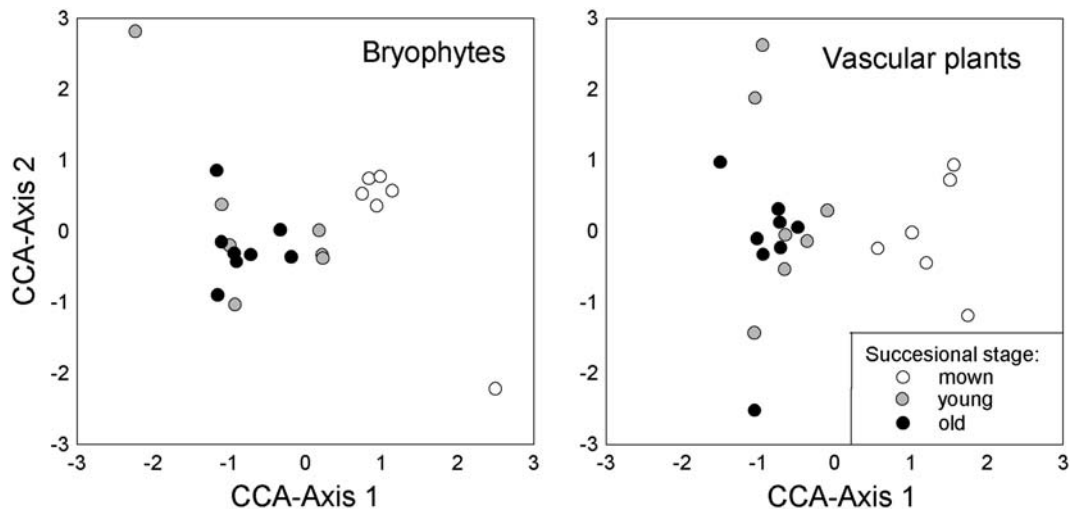 Bryophytes
CCA-Axis 2
3
2
1
0
-1
-2
-3
-3 -2 -1 0 1 2 3
CCA-Axis 1
Vascular plants
3
2
1
0
-1
-2
-3
-3 -2 -1 0 1 2 3
CCA-Axis 1
Succesional stage:
mown
young
old